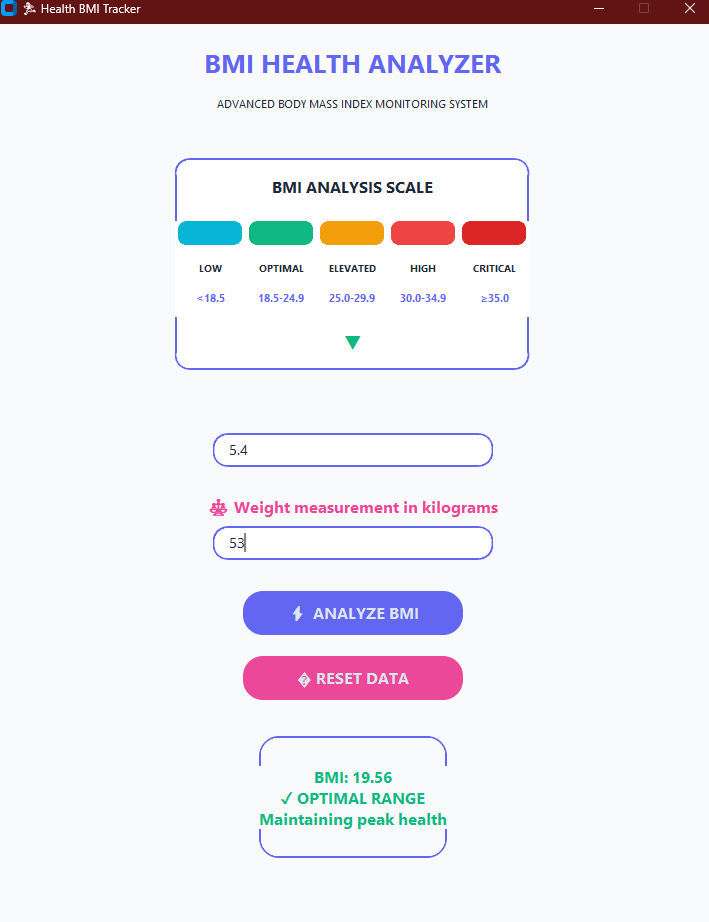 Health BMI Tracker
BMI HEALTH ANALYZER
ADVANCED BODY MASS INDEX MONITORING SYSTEM
BMI ANALYSIS SCALE
LOW OPTIMAL ELEVATED HIGH CRITICAL
<18.5 18.5-24.9 25.0-29.9 30.0-34.9 ≥35.0
5.4
Weight measurement in kilograms
53
ANALYZE BMI
� RESET DATA
BMI: 19.56
✓ OPTIMAL RANGE
Maintaining peak health